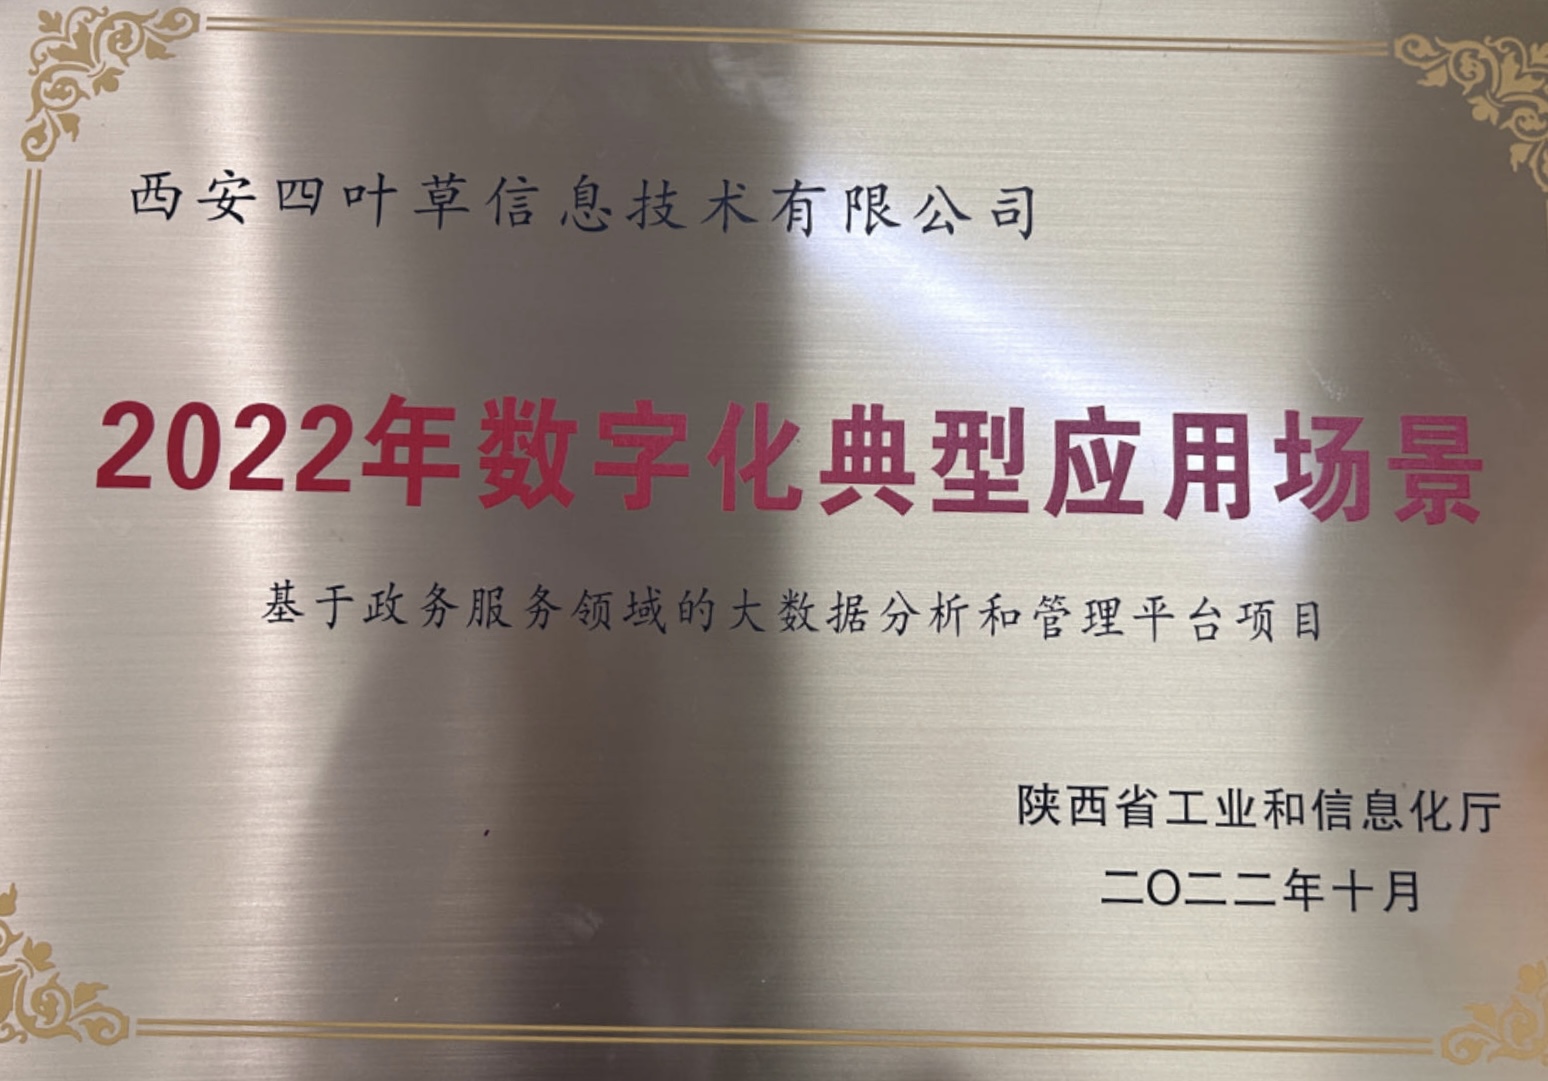 西安四叶草信息技术有限公司
2022年数字化典型应用场景
基于政务服务领域的大数据分析和管理平台项目
陕西省工业和信息化厅
二〇二二年十月